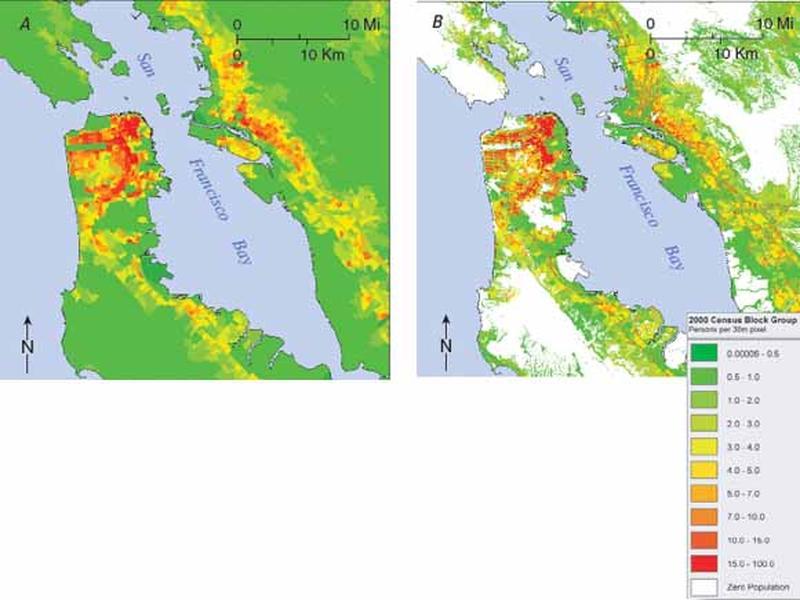 A
0 10 Mi
0 10 Km
San
Francisco
Bay
N
B
0 10 Mi
0 10 Km
San
Francisco
Bay
N
2000 Census Block Group
Persons per 30m pixel
0.00006 - 0.5
0.5 - 1.0
1.0 - 2.0
2.0 - 3.0
3.0 - 4.0
4.0 - 5.0
5.0 - 7.0
7.0 - 10.0
10.0 - 15.0
15.0 - 100.0
Zero Population